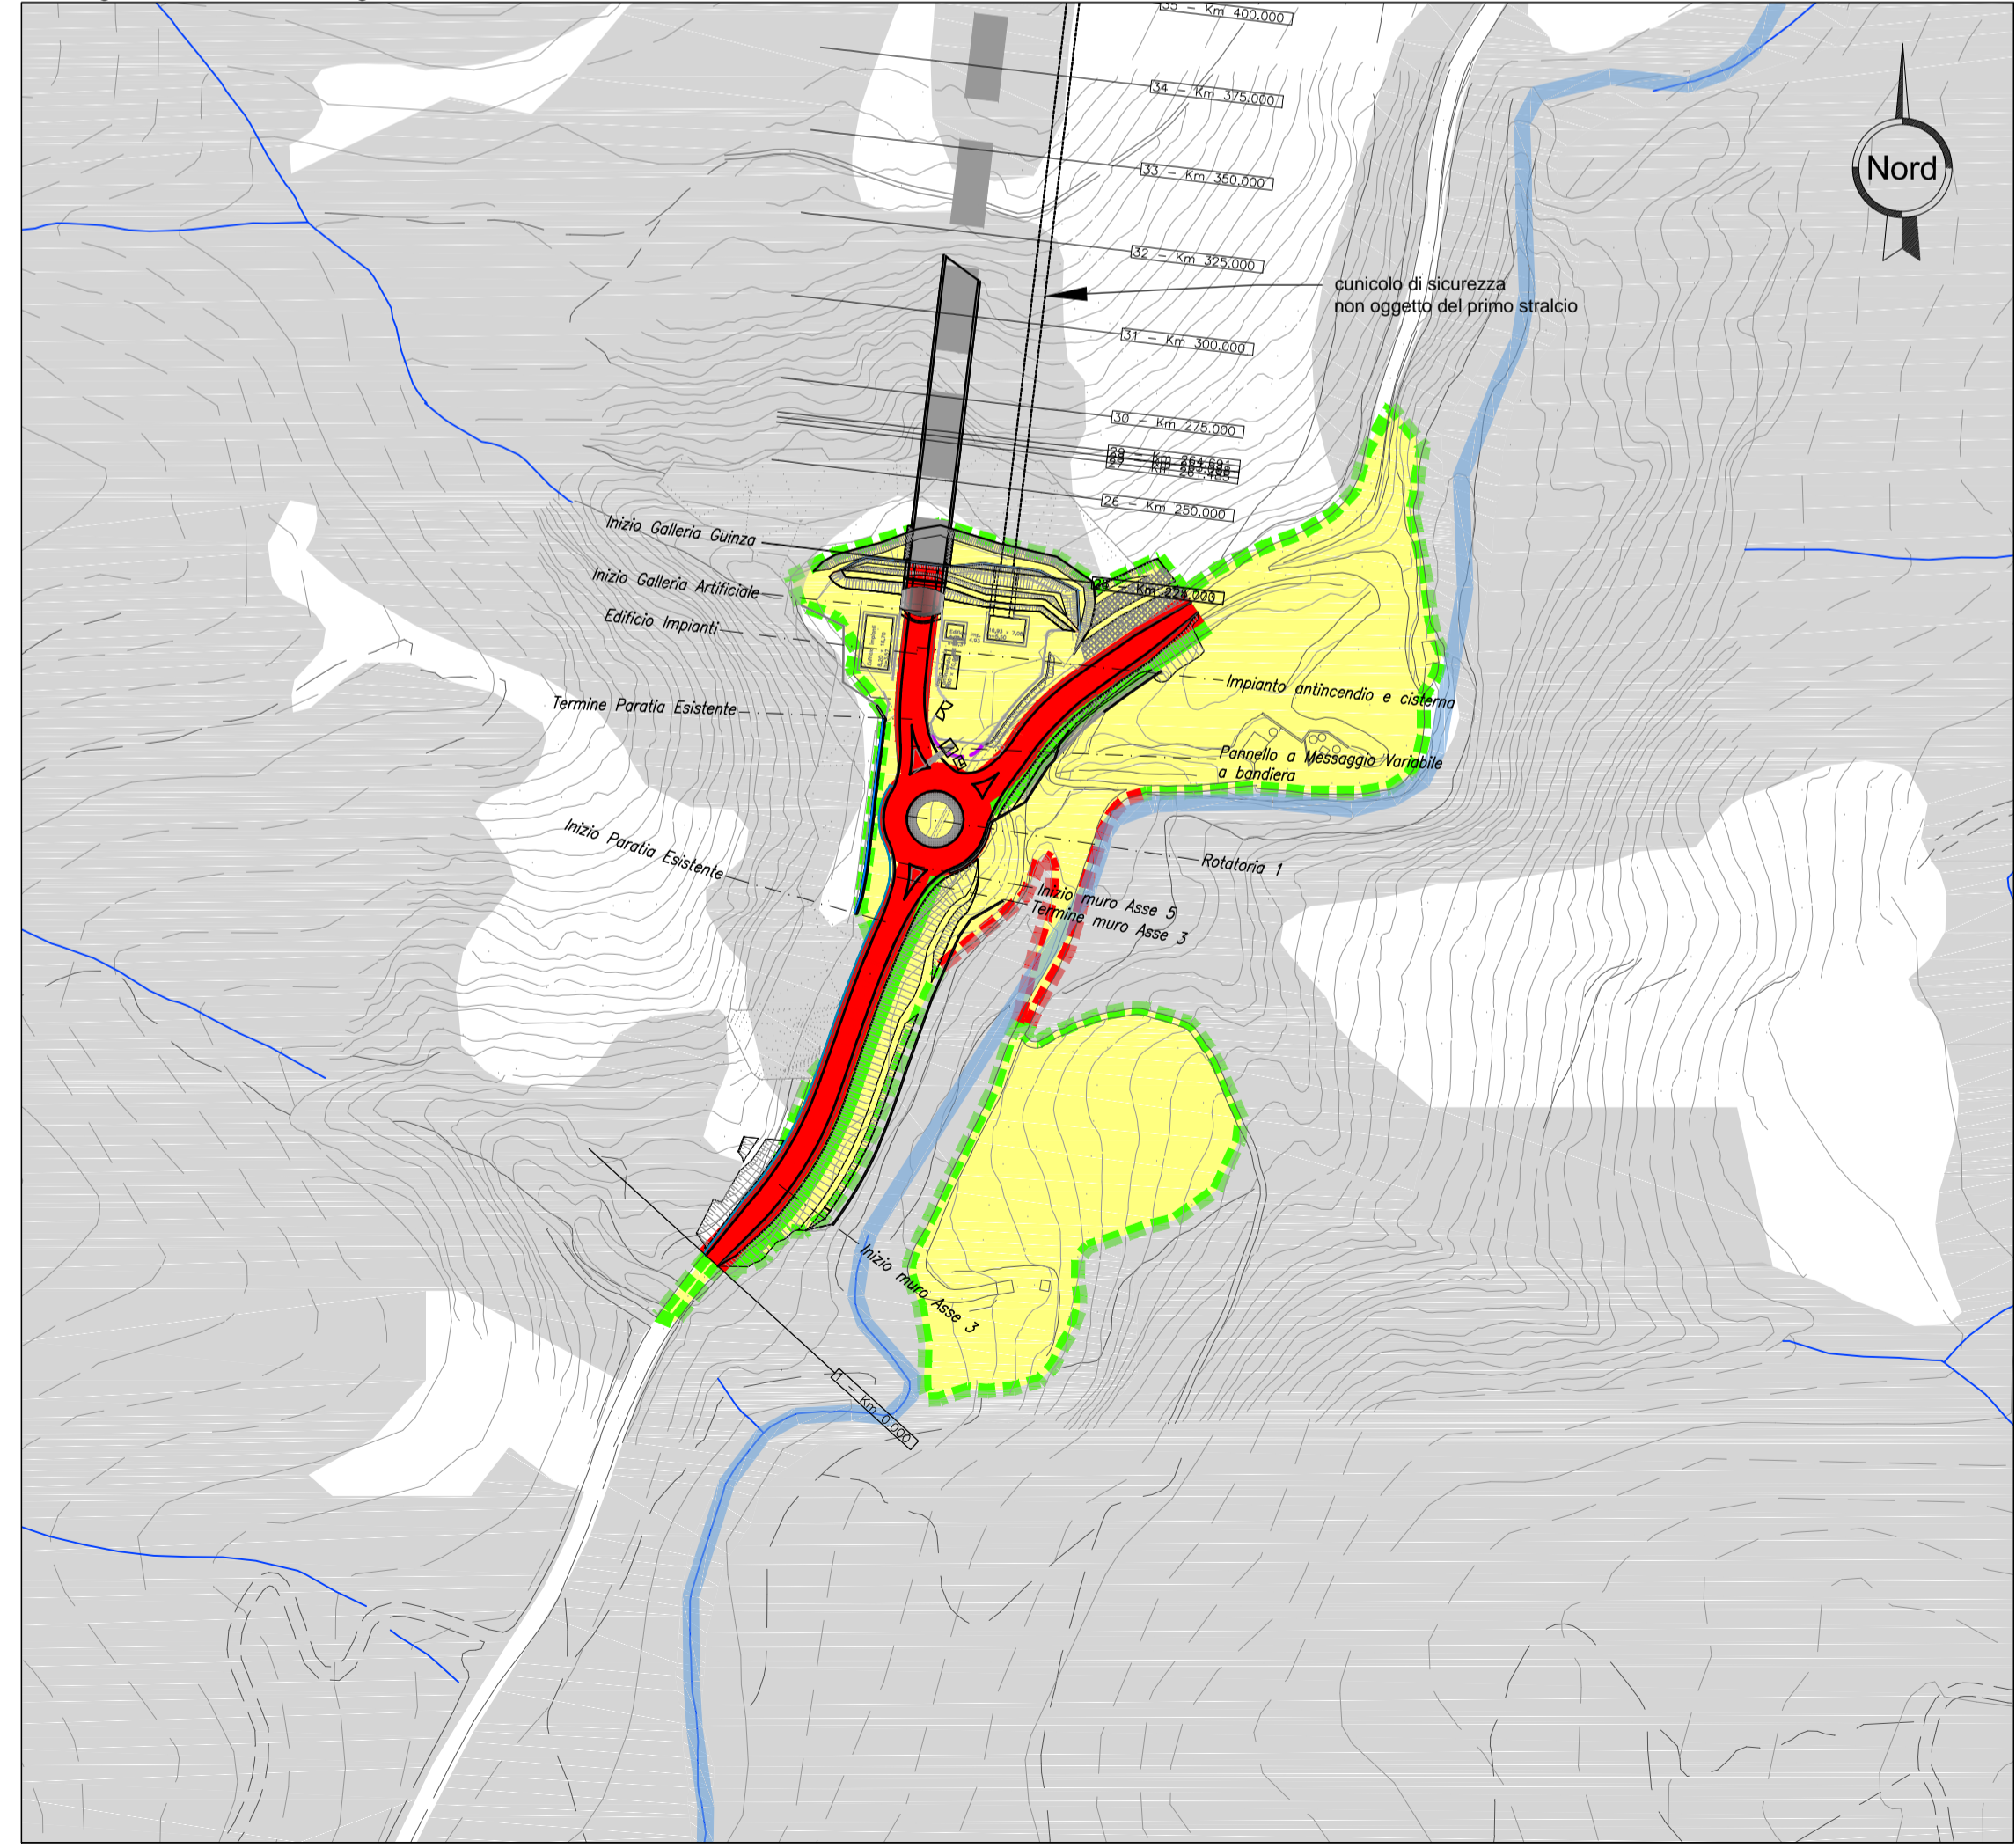 35 - Km 400.000
34 - Km 375.000
33 - Km 350.000
Nord
32 - Km 325.000
cunicolo di sicurezza
non oggetto del primo stralcio
31 - Km 300.000
30 - Km 275.000
29 - Km 264.691
26 - Km 250.000
Inizio Galleria Guinza
Inizio Galleria Artificiale
Edificio Impianti
Impianto antincendio e cisterna
Termine Paratia Esistente
Pannello a Messaggio Variabile
a bandiera
Inizio Paratia Esistente
Rotatoria 1
Inizio muro Asse 5
Termine muro Asse 3
Inizio muro Asse 3
1 - Km 0.000